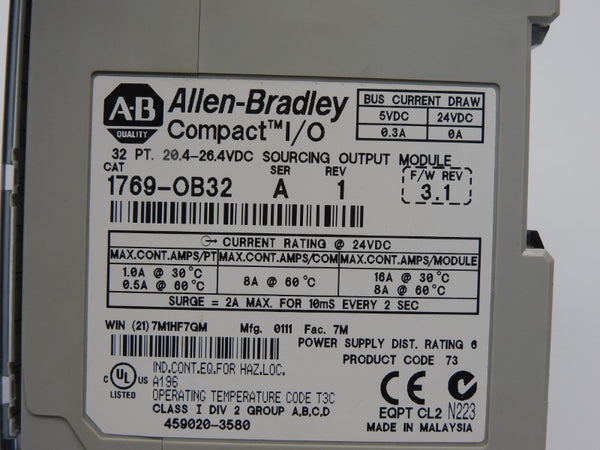 A-B
QUALITY
Allen-Bradley
Compact™ I/O
BUS CURRENT DRAW
5VDC 24VDC
0.3A 0A
32 PT. 20.4-26.4VDC SOURCING OUTPUT MODULE
CAT SER REV F/W REV
1769-OB32 A 1 3.1
CURRENT RATING @ 24VDC
MAX.CONT.AMPS/PT MAX.CONT.AMPS/COM MAX.CONT.AMPS/MODULE
1.0A @ 30°C 8A @ 60°C 16A @ 30°C
0.5A @ 60°C 8A @ 60°C
SURGE = 2A MAX. FOR 10mS EVERY 2 SEC
WIN (21) 7M1HF7GM Mfg. 0111 Fac. 7M
POWER SUPPLY DIST. RATING 6
PRODUCT CODE 73
C UL US
LISTED
IND.CONT.EQ.FOR HAZ.LOC.
A196
OPERATING TEMPERATURE CODE T3C
CLASS I DIV 2 GROUP A,B,C,D
459020-3580
CE
EQPT CL2 N223
MADE IN MALAYSIA